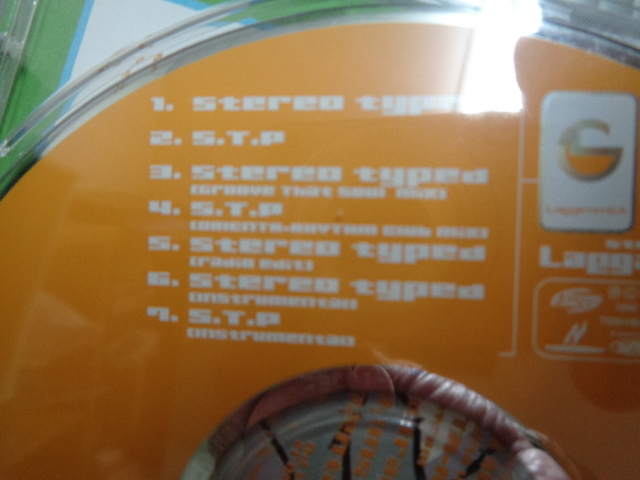 1. Stereo typed
2. S.T.P
3. Stereo typed
(Groove That Soul Mix)
4. S.T.P
5. Stereo typed
(radio edit)
6. Stereo typed
(Instrumental)
7. S.T.P
(Instrumental)